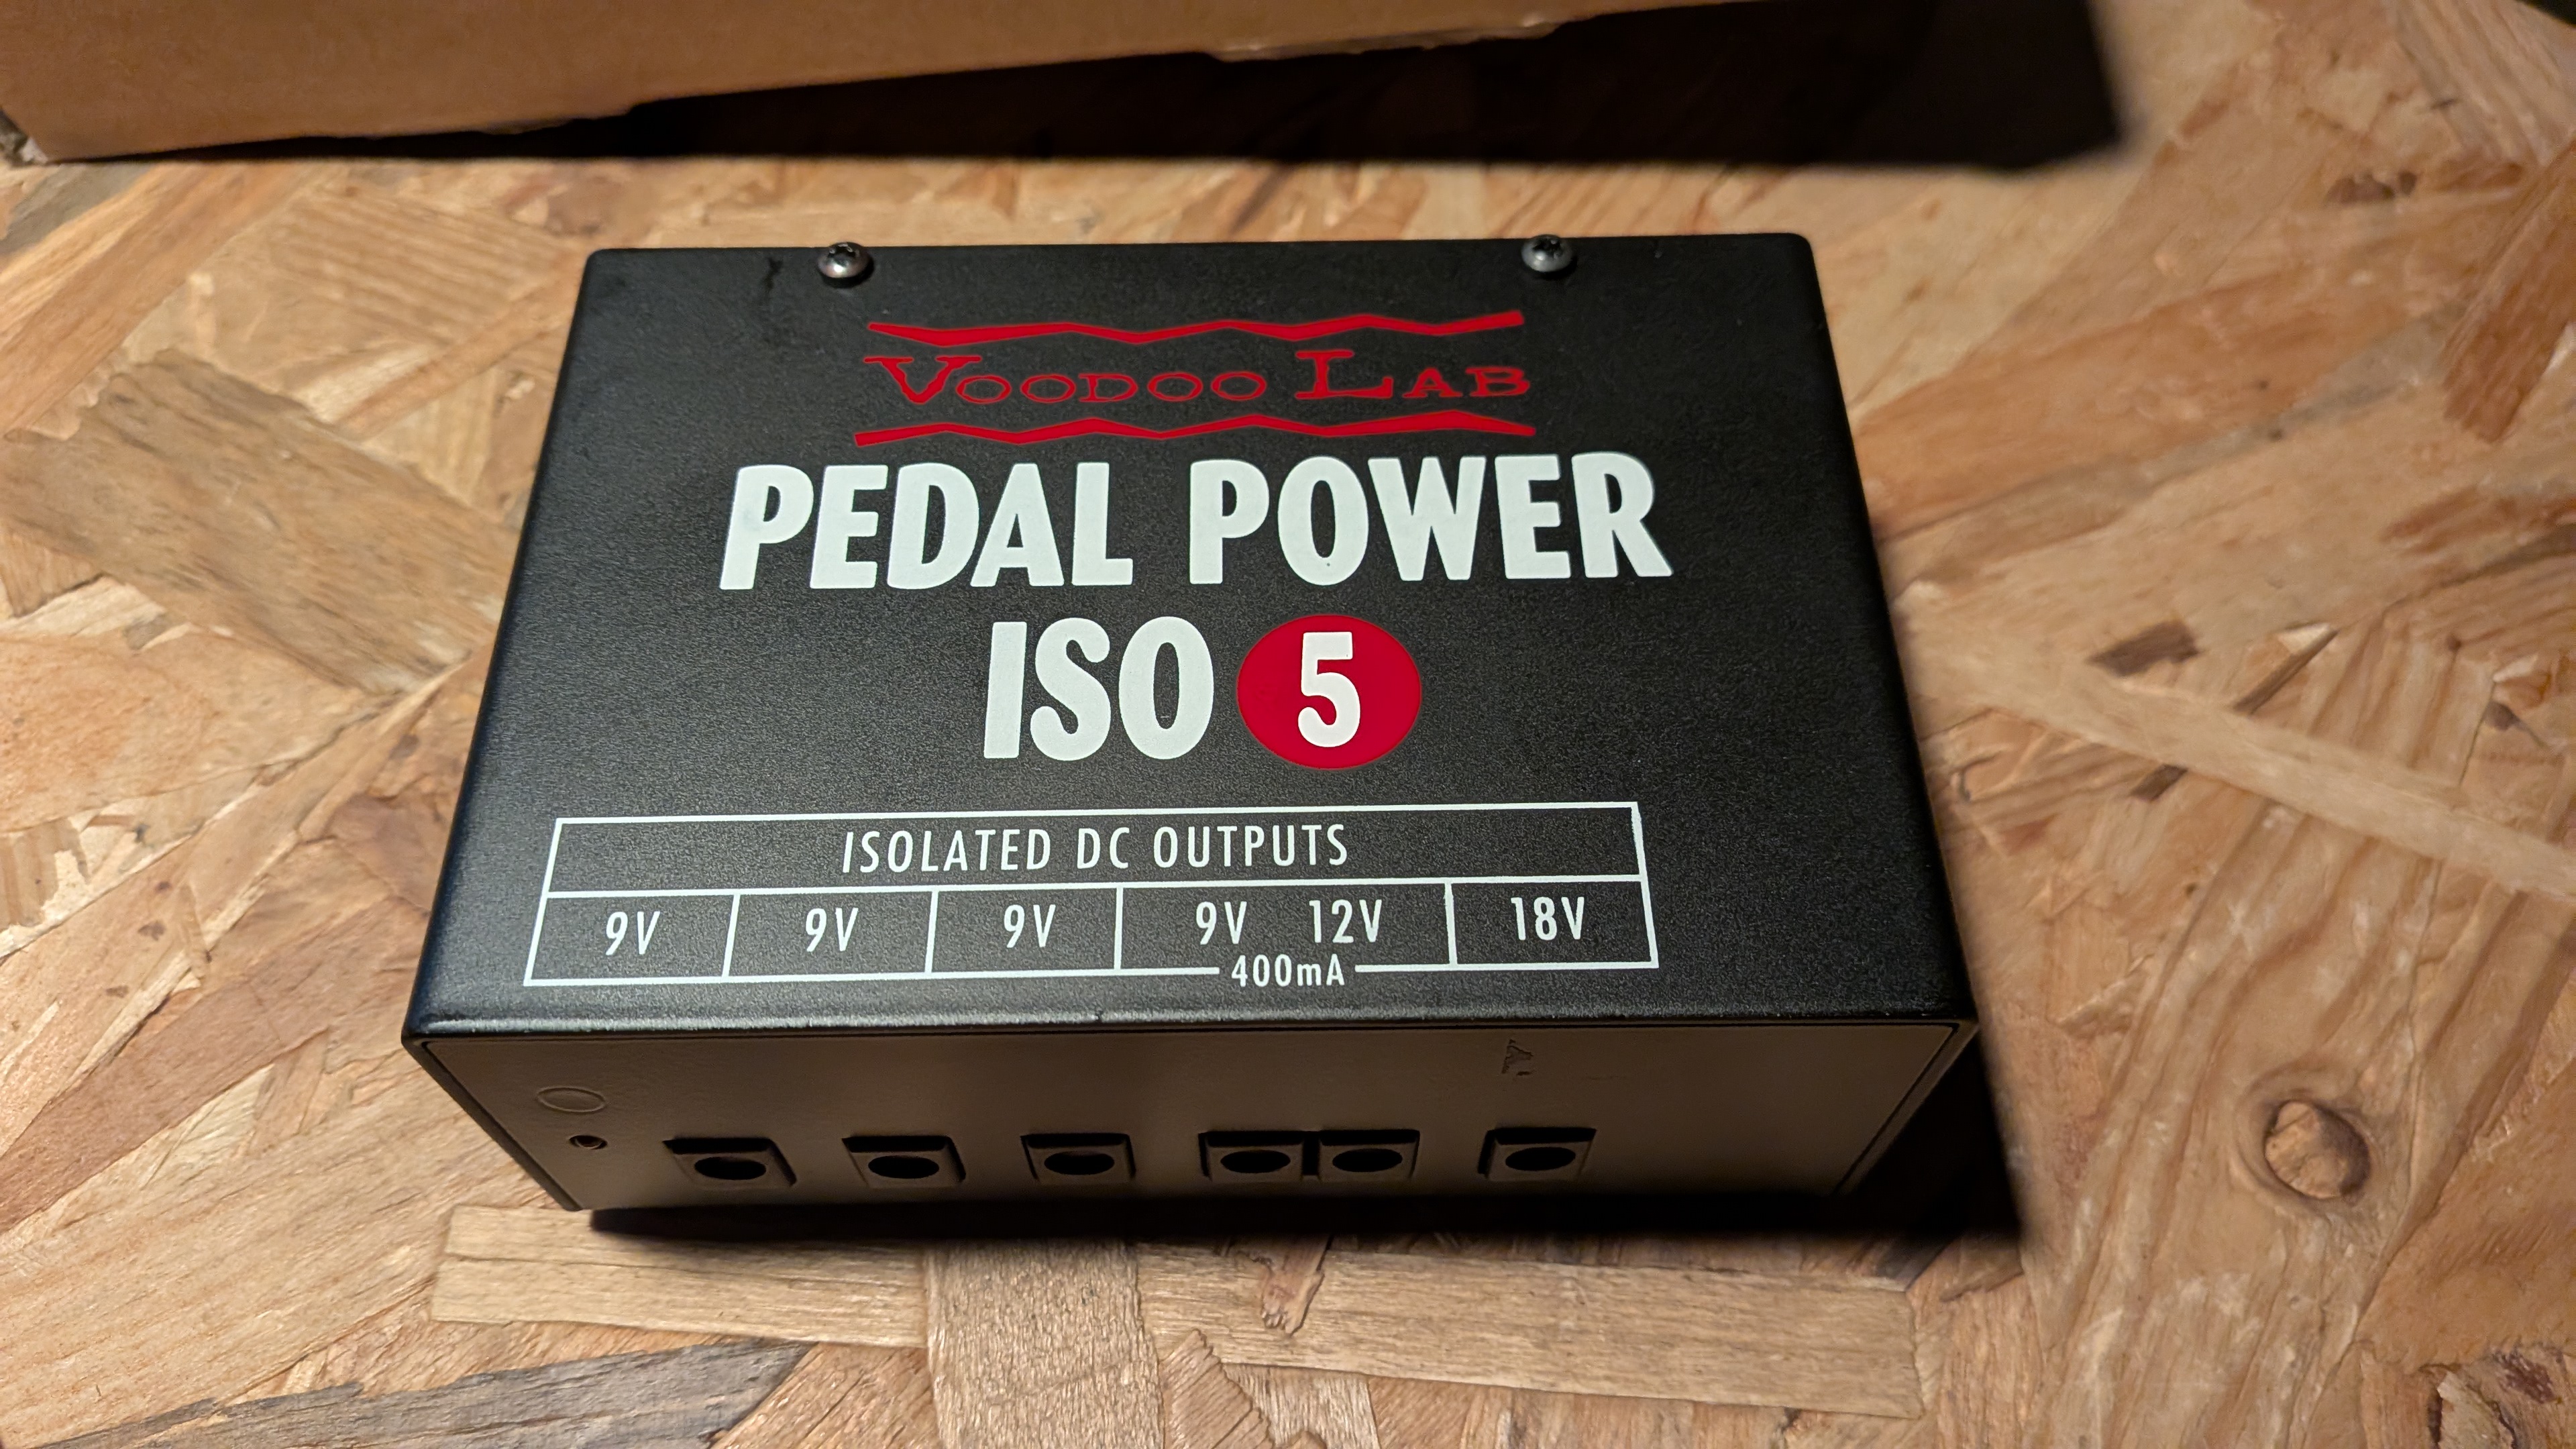 VOODOO LAB
PEDAL POWER
ISO 5
ISOLATED DC OUTPUTS
9V 9V 9V 9V 12V 18V
400mA